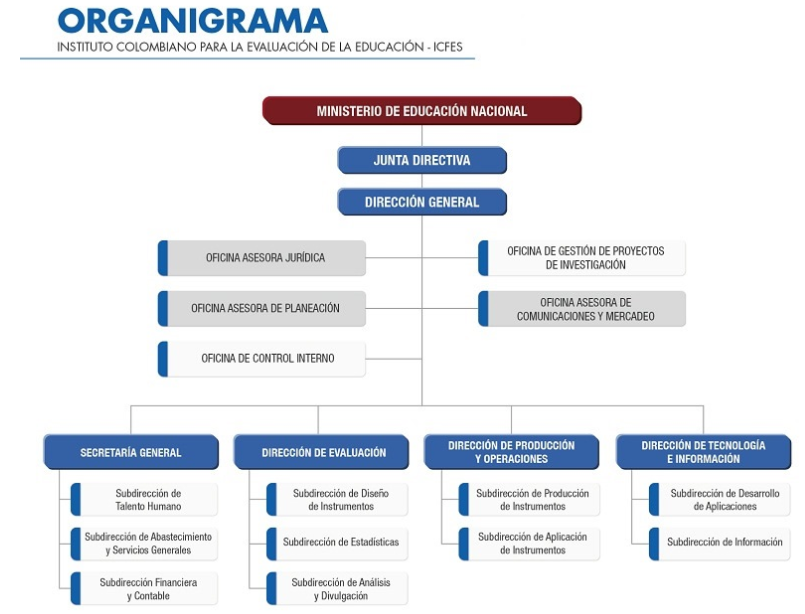 ORGANIGRAMA
INSTITUTO COLOMBIANO PARA LA EVALUACIÓN DE LA EDUCACIÓN - ICFES
MINISTERIO DE EDUCACIÓN NACIONAL
JUNTA DIRECTIVA
DIRECCIÓN GENERAL
OFICINA ASESORA JURÍDICA
OFICINA DE GESTIÓN DE PROYECTOS
DE INVESTIGACIÓN
OFICINA ASESORA DE PLANEACIÓN
OFICINA ASESORA DE
COMUNICACIONES Y MERCADEO
OFICINA DE CONTROL INTERNO
SECRETARÍA GENERAL
Subdirección de
Talento Humano
Subdirección de Abastecimiento
y Servicios Generales
Subdirección Financiera
y Contable
DIRECCIÓN DE EVALUACIÓN
Subdirección de Diseño
de Instrumentos
Subdirección de Estadísticas
Subdirección de Análisis
y Divulgación
DIRECCIÓN DE PRODUCCIÓN
Y OPERACIONES
Subdirección de Producción
de Instrumentos
Subdirección de Aplicación
de Instrumentos
DIRECCIÓN DE TECNOLOGÍA
E INFORMACIÓN
Subdirección de Desarrollo
de Aplicaciones
Subdirección de Información